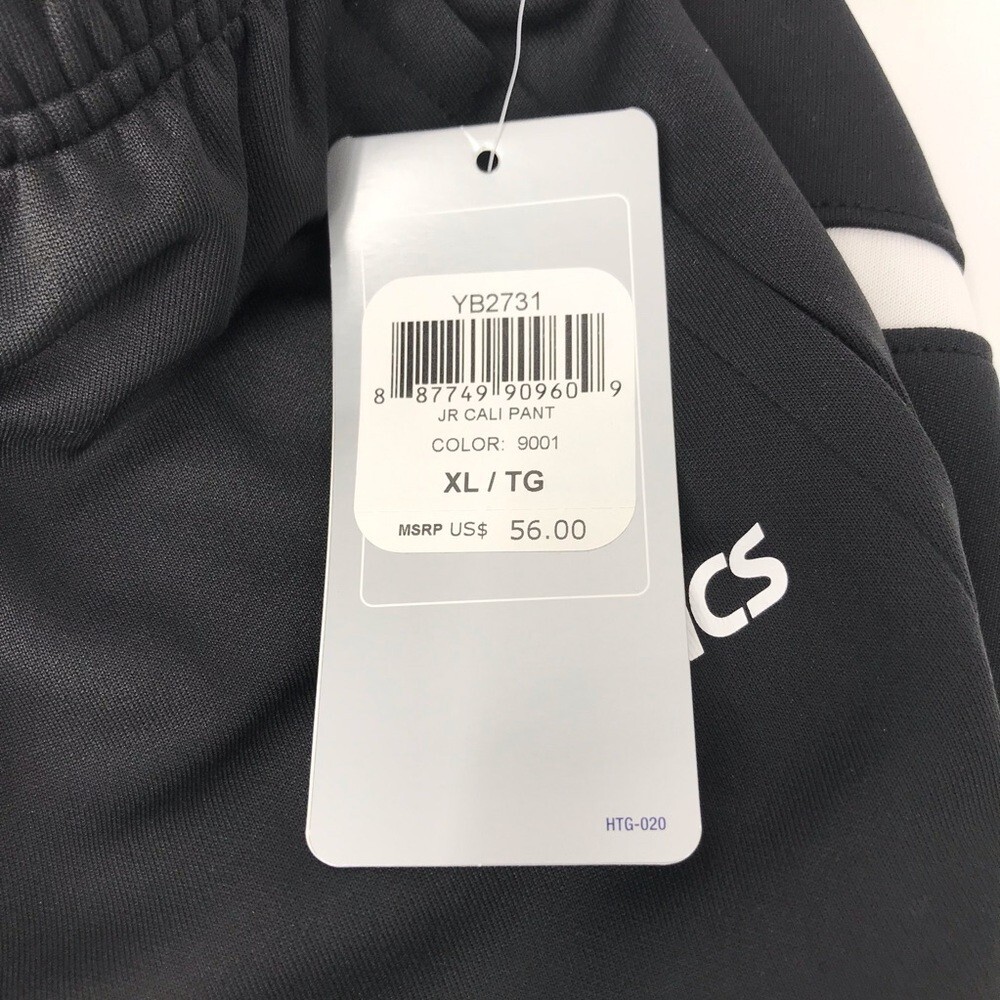 YB2731
8 87749 90960 9
JR CALI PANT
COLOR: 9001
XL / TG
MSRP US$ 56.00
ICS
HTG-020